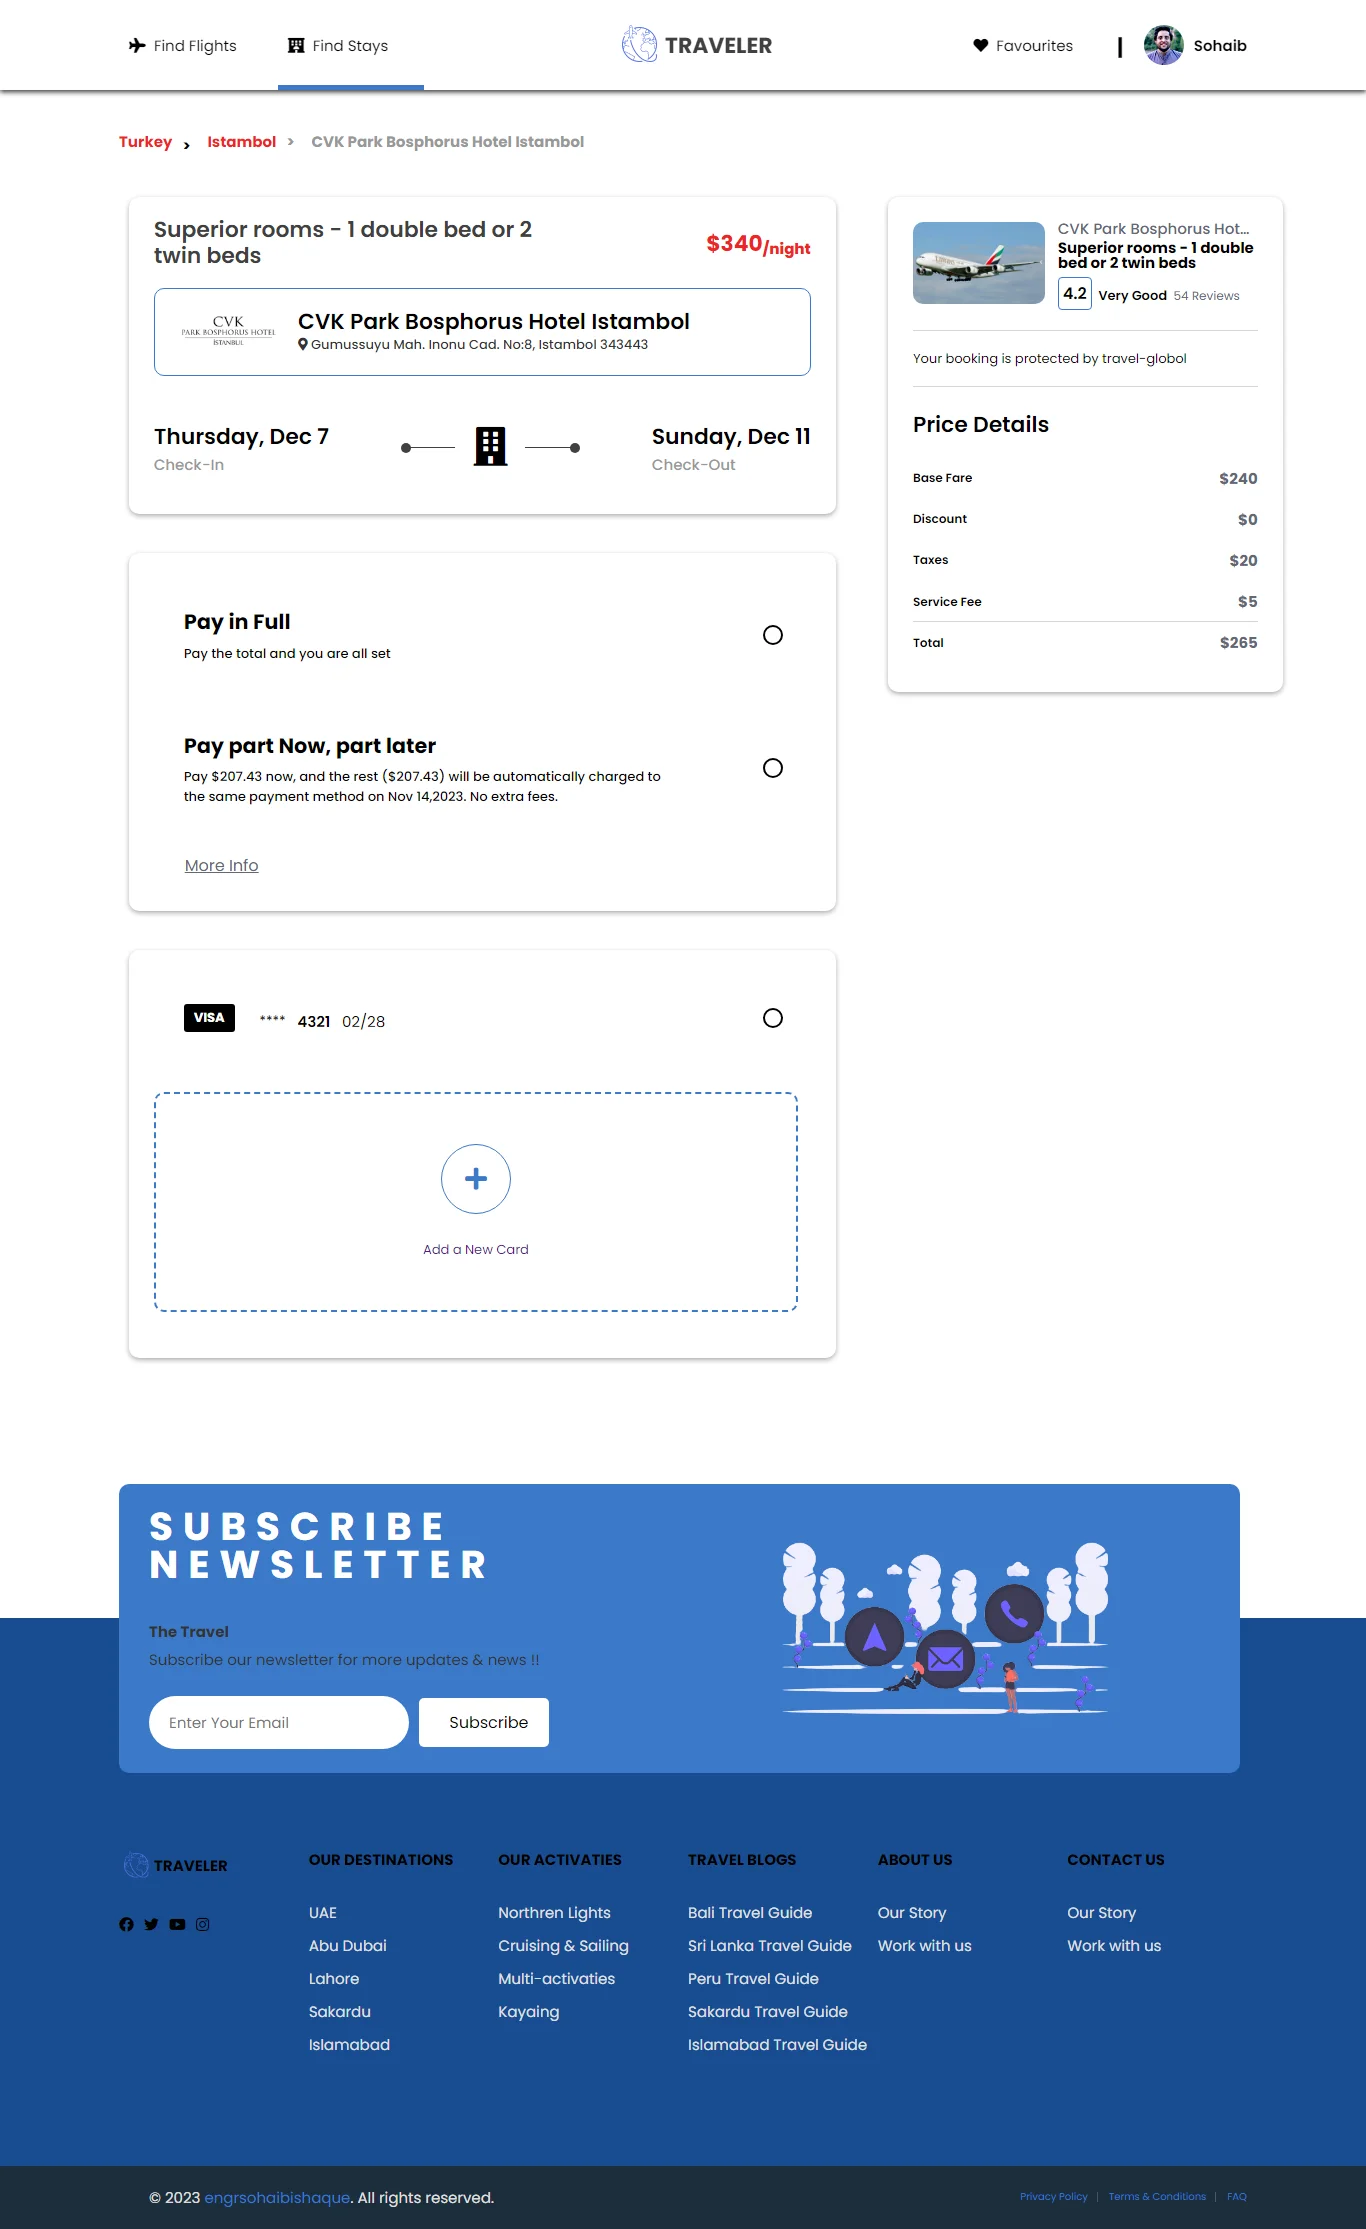 Find Flights
Find Stays
TRAVELER
Favourites
|
Sohaib
Turkey > Istambol > CVK Park Bosphorus Hotel Istambol
Superior rooms - 1 double bed or 2
twin beds
$340/night
CVK
PARK BOSPHORUS HOTEL
ISTANBUL
CVK Park Bosphorus Hotel Istambol
Gumussuyu Mah. Inonu Cad. No:8, Istambol 343443
Thursday, Dec 7
Check-In
Sunday, Dec 11
Check-Out
CVK Park Bosphorus Hot...
Superior rooms - 1 double
bed or 2 twin beds
4.2 Very Good 54 Reviews
Your booking is protected by travel-globol
Price Details
Base Fare $240
Discount $0
Taxes $20
Service Fee $5
Total $265
Pay in Full
Pay the total and you are all set
Pay part Now, part later
Pay $207.43 now, and the rest ($207.43) will be automatically charged to
the same payment method on Nov 14,2023. No extra fees.
More Info
VISA **** 4321 02/28
Add a New Card
SUBSCRIBE
NEWSLETTER
The Travel
Subscribe our newsletter for more updates & news !!
Enter Your Email
Subscribe
TRAVELER
OUR DESTINATIONS
UAE
Abu Dubai
Lahore
Sakardu
Islamabad
OUR ACTIVATIES
Northren Lights
Cruising & Sailing
Multi-activaties
Kayaing
TRAVEL BLOGS
Bali Travel Guide
Sri Lanka Travel Guide
Peru Travel Guide
Sakardu Travel Guide
Islamabad Travel Guide
ABOUT US
Our Story
Work with us
CONTACT US
Our Story
Work with us
© 2023 engrsohaibishaque. All rights reserved.
Privacy Policy | Terms & Conditions | FAQ